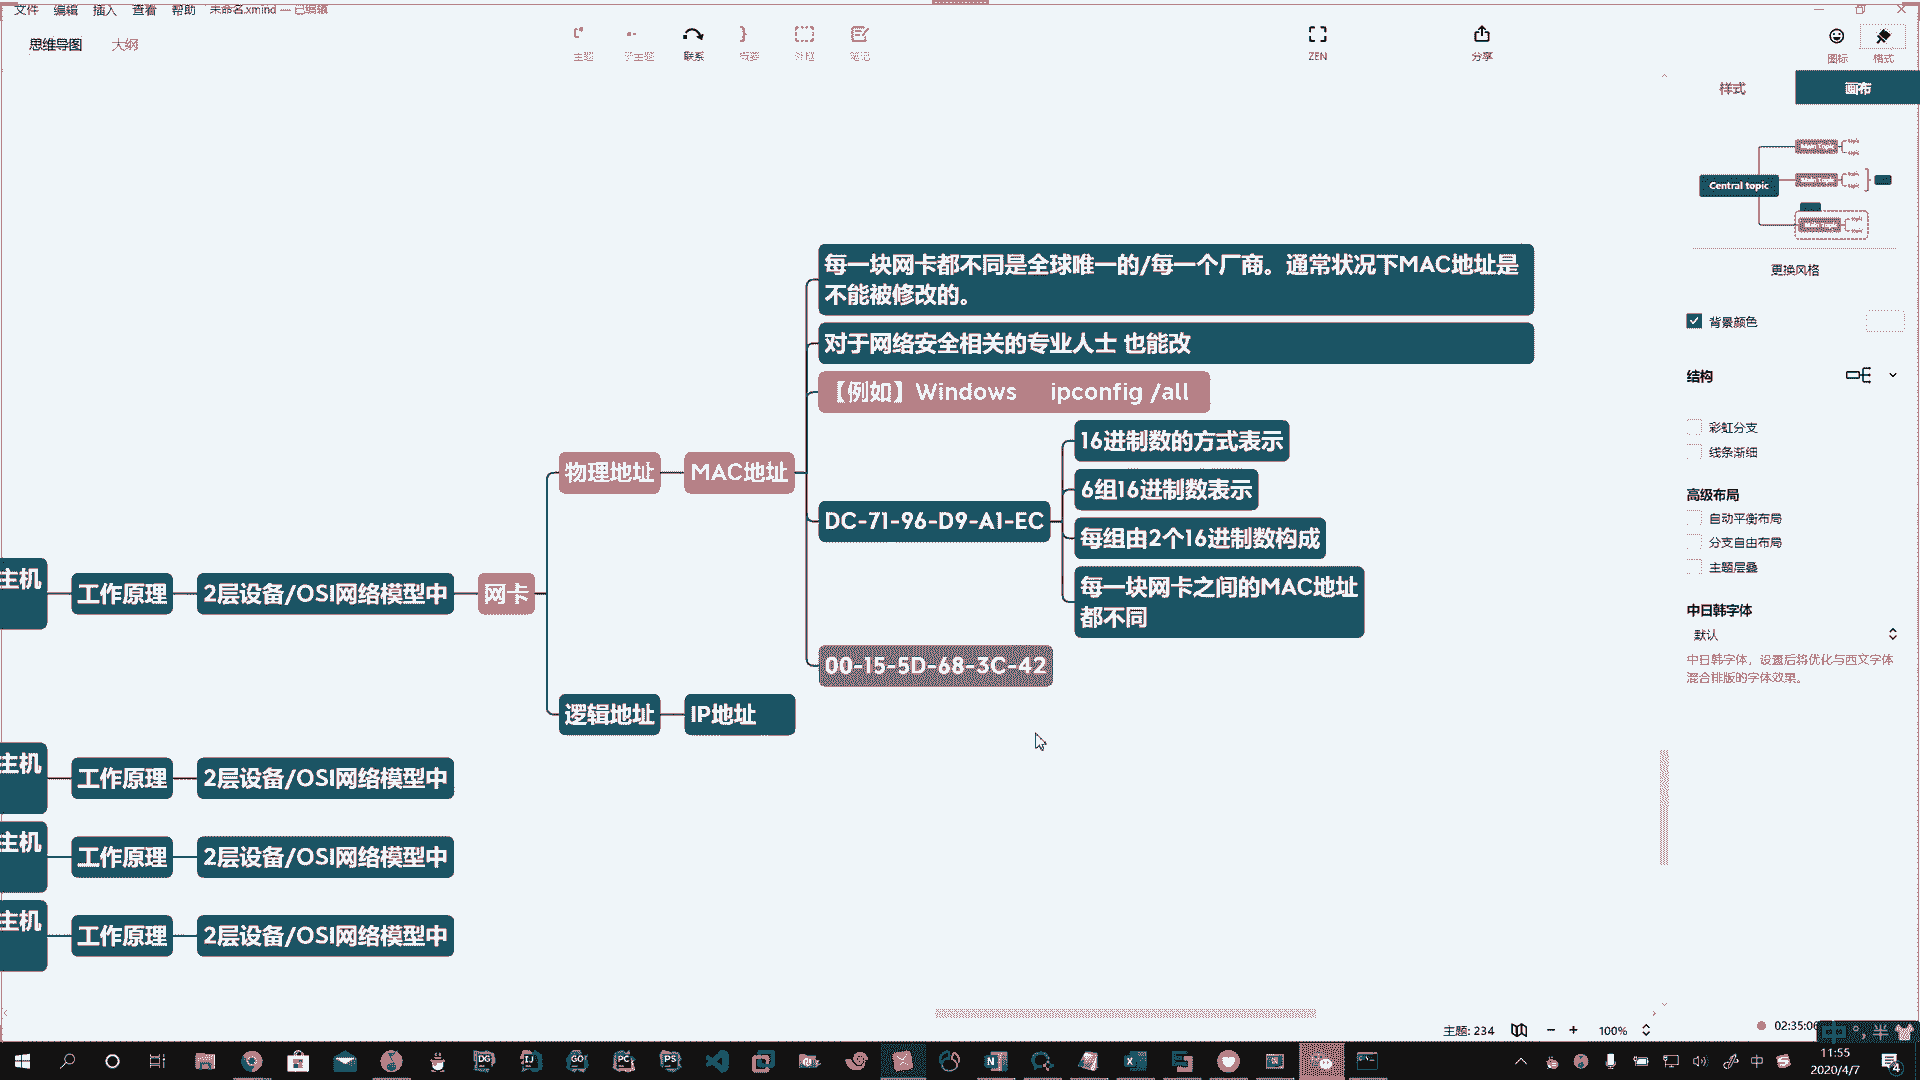 文件 编辑 插入 查看 帮助 未命名.xmind — 已编辑
思维导图 大纲
主题 子主题 联系 概要 外框 笔记 ZEN 分享 图标 格式
样式 画布
Central topic
更换风格
背景颜色
结构
彩虹分支
线条渐细
高级布局
自动平衡布局
分支自由布局
主题层叠
中日韩字体
默认
中日韩字体，设置后将优化与西文字体
混合排版的字体效果。
每一块网卡都不同是全球唯一的/每一个厂商。通常状况下MAC地址是
不能被修改的。
对于网络安全相关的专业人士 也能改
【例如】Windows ipconfig /all
16进制数的方式表示
6组16进制数表示
物理地址 MAC地址
DC-71-96-D9-A1-EC
每组由2个16进制数构成
每一块网卡之间的MAC地址
都不同
主机 工作原理 2层设备/OSI网络模型中 网卡
00-15-5D-68-3C-42
逻辑地址 IP地址
主机 工作原理 2层设备/OSI网络模型中
主机 工作原理 2层设备/OSI网络模型中
主机 工作原理 2层设备/OSI网络模型中
主题: 234 100%
02:35:0
中 半
中
11:55
2020/4/7